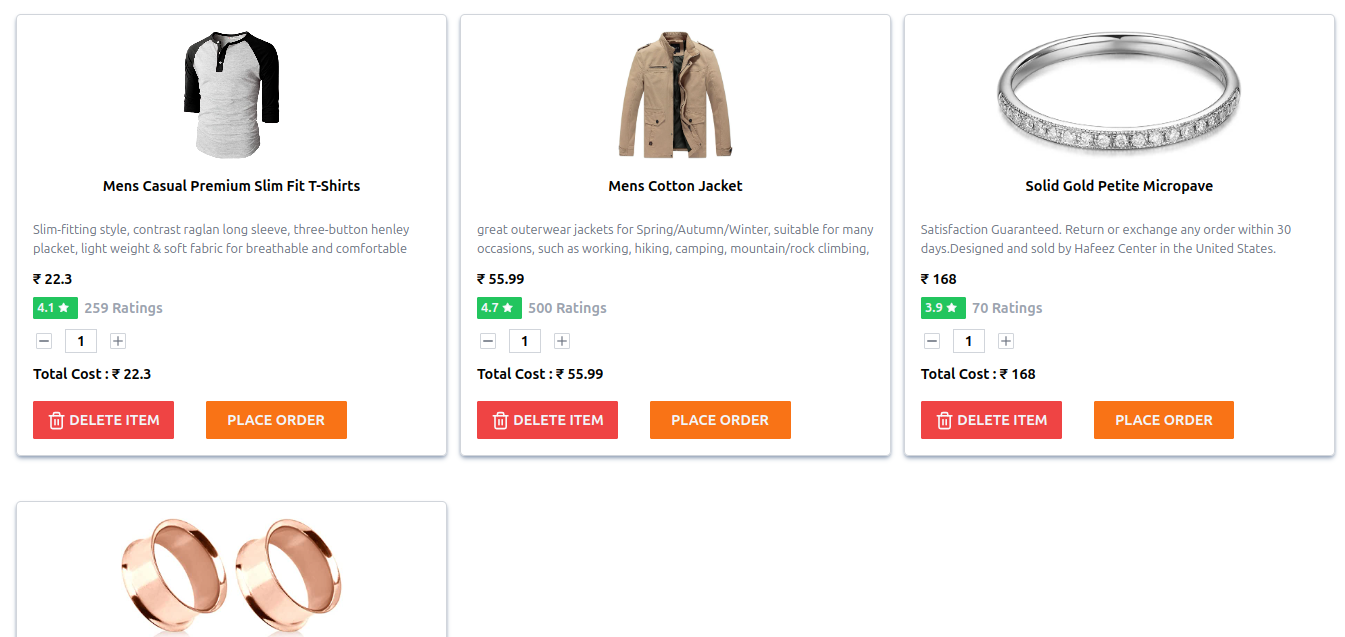 Mens Casual Premium Slim Fit T-Shirts
Slim-fitting style, contrast raglan long sleeve, three-button henley
placket, light weight & soft fabric for breathable and comfortable
₹ 22.3
4.1 259 Ratings
1
Total Cost : ₹ 22.3
DELETE ITEM PLACE ORDER
Mens Cotton Jacket
great outerwear jackets for Spring/Autumn/Winter, suitable for many
occasions, such as working, hiking, camping, mountain/rock climbing,
₹ 55.99
4.7 500 Ratings
1
Total Cost : ₹ 55.99
DELETE ITEM PLACE ORDER
Solid Gold Petite Micropave
Satisfaction Guaranteed. Return or exchange any order within 30
days.Designed and sold by Hafeez Center in the United States.
₹ 168
3.9 70 Ratings
1
Total Cost : ₹ 168
DELETE ITEM PLACE ORDER